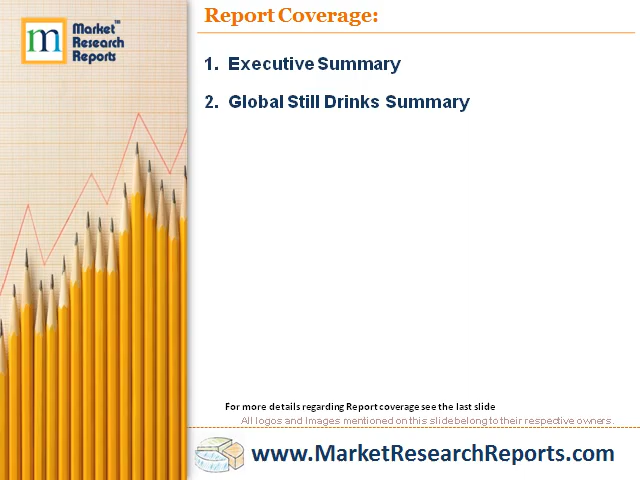 Report Coverage:
m
Market™
Research
Reports
1. Executive Summary
2. Global Still Drinks Summary
For more details regarding Report coverage see the last slide
All logos and Images mentioned on this slide belong to their respective owners.
www.MarketResearchReports.com